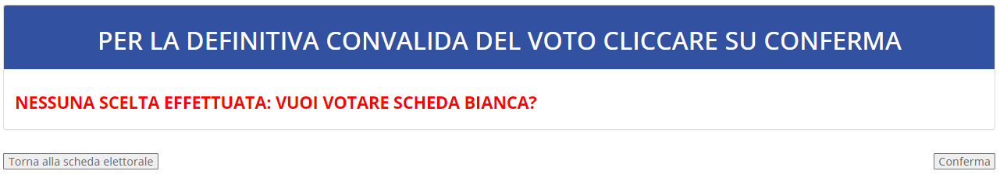 PER LA DEFINITIVA CONVALIDA DEL VOTO CLICCARE SU CONFERMA
NESSUNA SCELTA EFFETTUATA: VUOI VOTARE SCHEDA BIANCA?
Torna alla scheda elettorale
Conferma